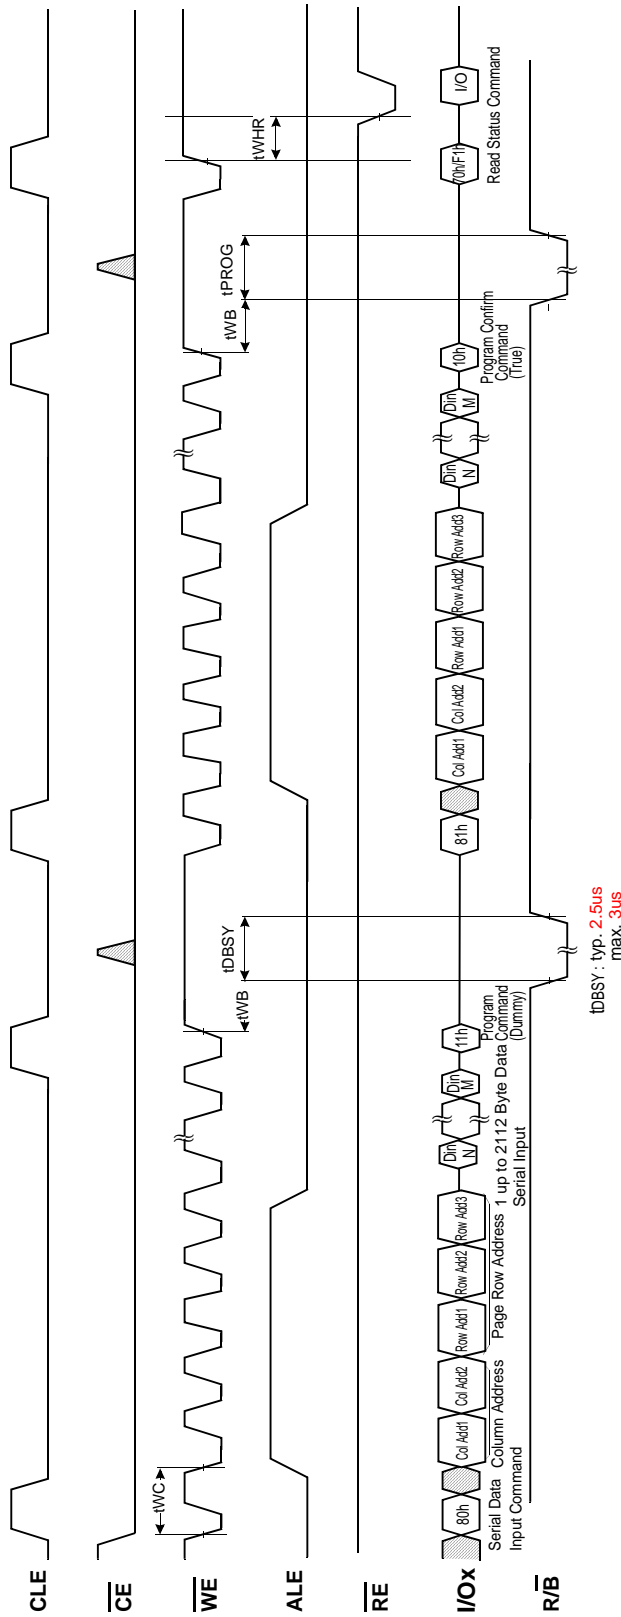 CLE
CE
WE
tWC
tWB
tDBSY
tWB
tPROG
tWHR
ALE
RE
I/Ox
80h
Col Add1
Col Add2
Row Add1
Row Add2
Row Add3
Din
N
Din
M
11h
81h
Col Add1
Col Add2
Row Add1
Row Add2
Row Add3
Din
N
Din
M
10h
70h/F1h
I/O
Serial Data
Input Command
Column Address
Page Row Address
1 up to 2112 Byte Data
Serial Input
Program
Command
(Dummy)
Program Confirm
Command
(True)
Read Status Command
R/B
tDBSY : typ. 2.5us
max. 3us